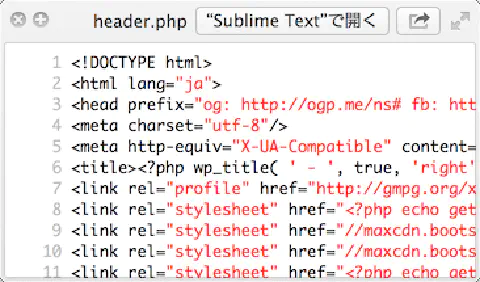 header.php "Sublime Text"で開く
1 <!DOCTYPE html>
2 <html lang="ja">
3 <head prefix="og: http://ogp.me/ns# fb: htt
4 <meta charset="utf-8"/>
5 <meta http-equiv="X-UA-Compatible" content=
6 <title><?php wp_title( ' - ', true, 'right'
7 <link rel="profile" href="http://gmpg.org/x
8 <link rel="stylesheet" href="<?php echo get
9 <link rel="stylesheet" href="//maxcdn.boots
10 <link rel="stylesheet" href="//maxcdn.boots
11 <link rel="stylesheet" href="<?php echo get